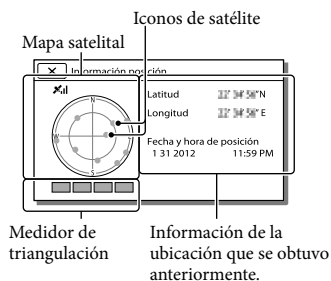 Iconos de satélite
Mapa satelital
Información posición
N
W
E
S
Latitud
N
Longitud
E
Fecha y hora de posición
1 31 2012 11:59 PM
Medidor de
triangulación
Información de la
ubicación que se obtuvo
anteriormente.